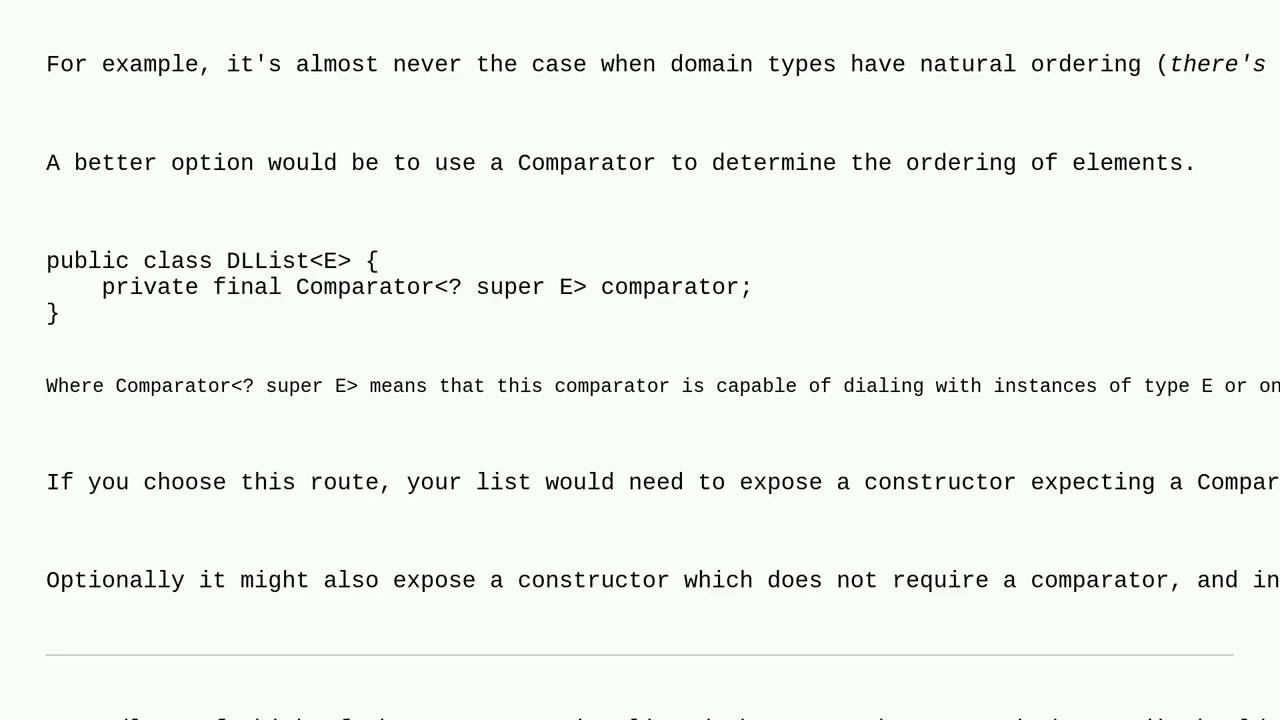 For example, it's almost never the case when domain types have natural ordering (there's
A better option would be to use a Comparator to determine the ordering of elements.
public class DLList<E> {
    private final Comparator<? super E> comparator;
}
Where Comparator<? super E> means that this comparator is capable of dialing with instances of type E or on
If you choose this route, your list would need to expose a constructor expecting a Compar
Optionally it might also expose a constructor which does not require a comparator, and in